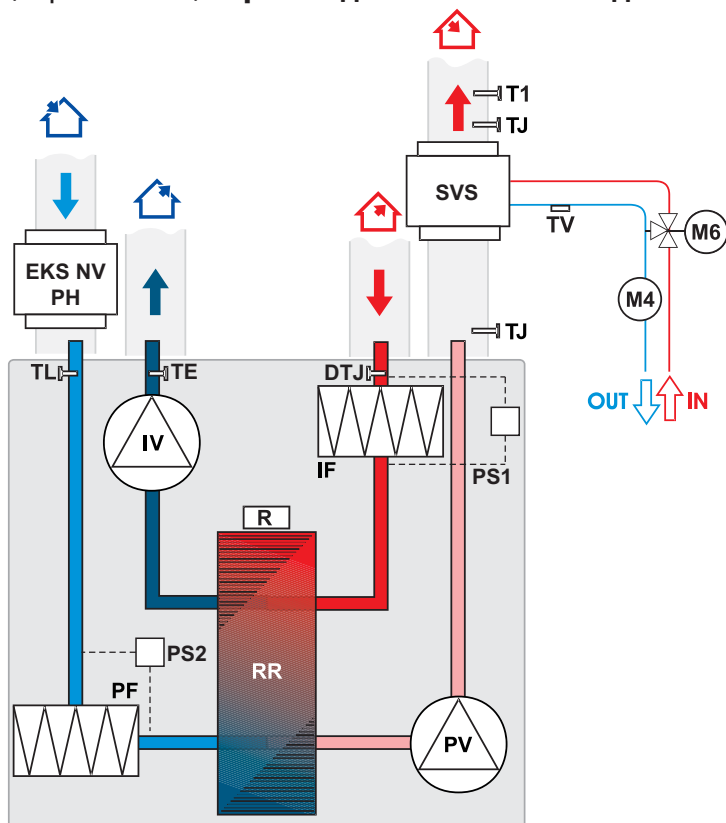 T1
TJ
SVS
TV
M6
EKS NV
PH
M4
TJ
OUT
IN
TL
TE
DTJ
IV
IF
PS1
R
PS2
RR
PF
PV